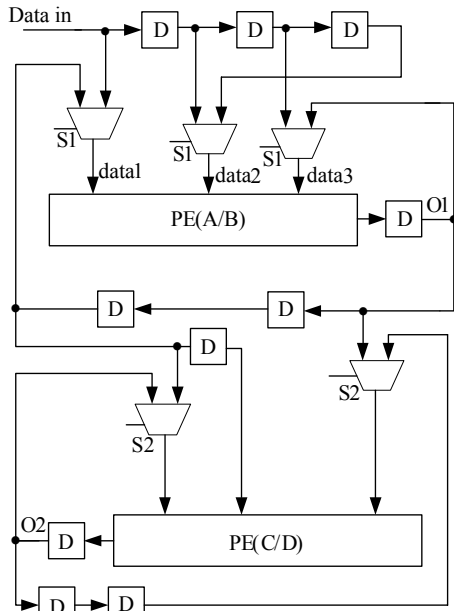 Data in
D
D
D
S1
S1
S1
data1
data2
data3
PE(A/B)
D
O1
D
D
D
S2
S2
O2
D
PE(C/D)
D
D